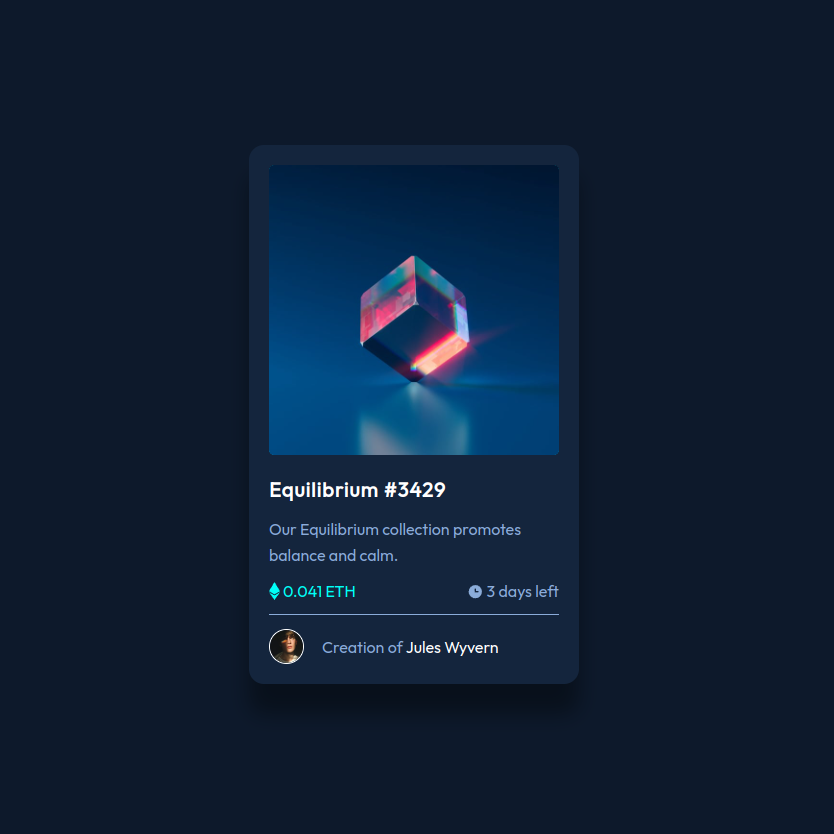 Equilibrium #3429
Our Equilibrium collection promotes
balance and calm.
0.041 ETH
3 days left
Creation of Jules Wyvern